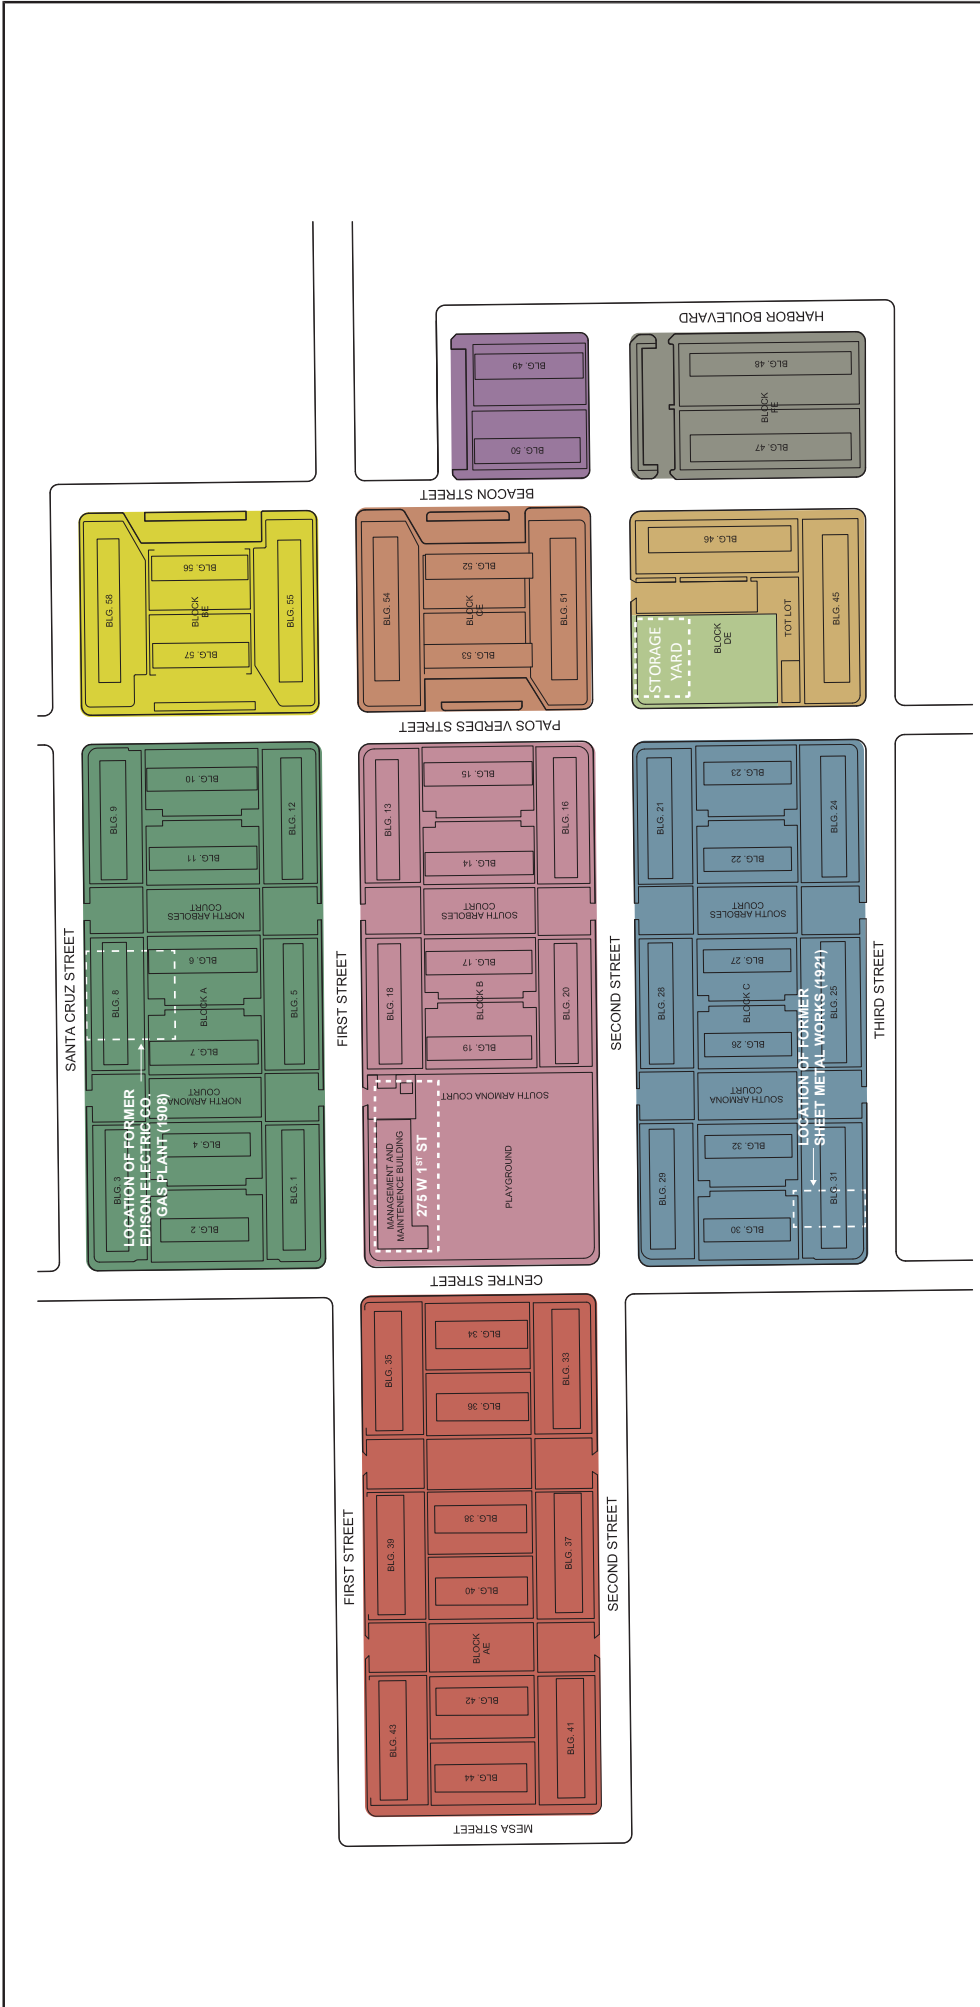 HARBOR BOULEVARD
BLG. 49
BLG. 50
BLG. 48
BLOCK
FE
BLG. 47
BEACON STREET
BLG. 58
BLG. 56
BLOCK
BE
BLG. 57
BLG. 55
BLG. 54
BLG. 52
BLOCK
CE
BLG. 53
BLG. 51
BLG. 46
STORAGE
YARD
BLOCK
DE
TOT LOT
BLG. 45
PALOS VERDES STREET
BLG. 9
BLG. 10
BLG. 11
BLG. 12
NORTH ARBOLES
COURT
BLG. 8
BLG. 6
BLOCK A
BLG. 7
BLG. 5
NORTH ARMONA
COURT
BLG. 3
BLG. 4
BLG. 2
BLG. 1
SANTA CRUZ STREET
LOCATION OF FORMER
EDISON ELECTRIC CO.
GAS PLANT (1908)
FIRST STREET
BLG. 13
BLG. 15
BLG. 14
BLG. 16
SOUTH ARBOLES
COURT
BLG. 18
BLG. 17
BLOCK B
BLG. 19
BLG. 20
SOUTH ARMONA COURT
MANAGEMENT AND
MAINTENENCE BUILDING
275 W 1ST ST
PLAYGROUND
SECOND STREET
BLG. 21
BLG. 23
BLG. 22
BLG. 24
SOUTH ARBOLES
COURT
BLG. 28
BLG. 27
BLOCK C
BLG. 26
BLG. 25
SOUTH ARMONA
COURT
BLG. 29
BLG. 32
BLG. 30
BLG. 31
LOCATION OF FORMER
SHEET METAL WORKS (1921)
THIRD STREET
CENTRE STREET
BLG. 35
BLG. 34
BLG. 36
BLG. 33
FIRST STREET
BLG. 39
BLG. 38
BLG. 40
BLG. 37
SECOND STREET
BLOCK
AE
BLG. 43
BLG. 42
BLG. 44
BLG. 41
MESA STREET